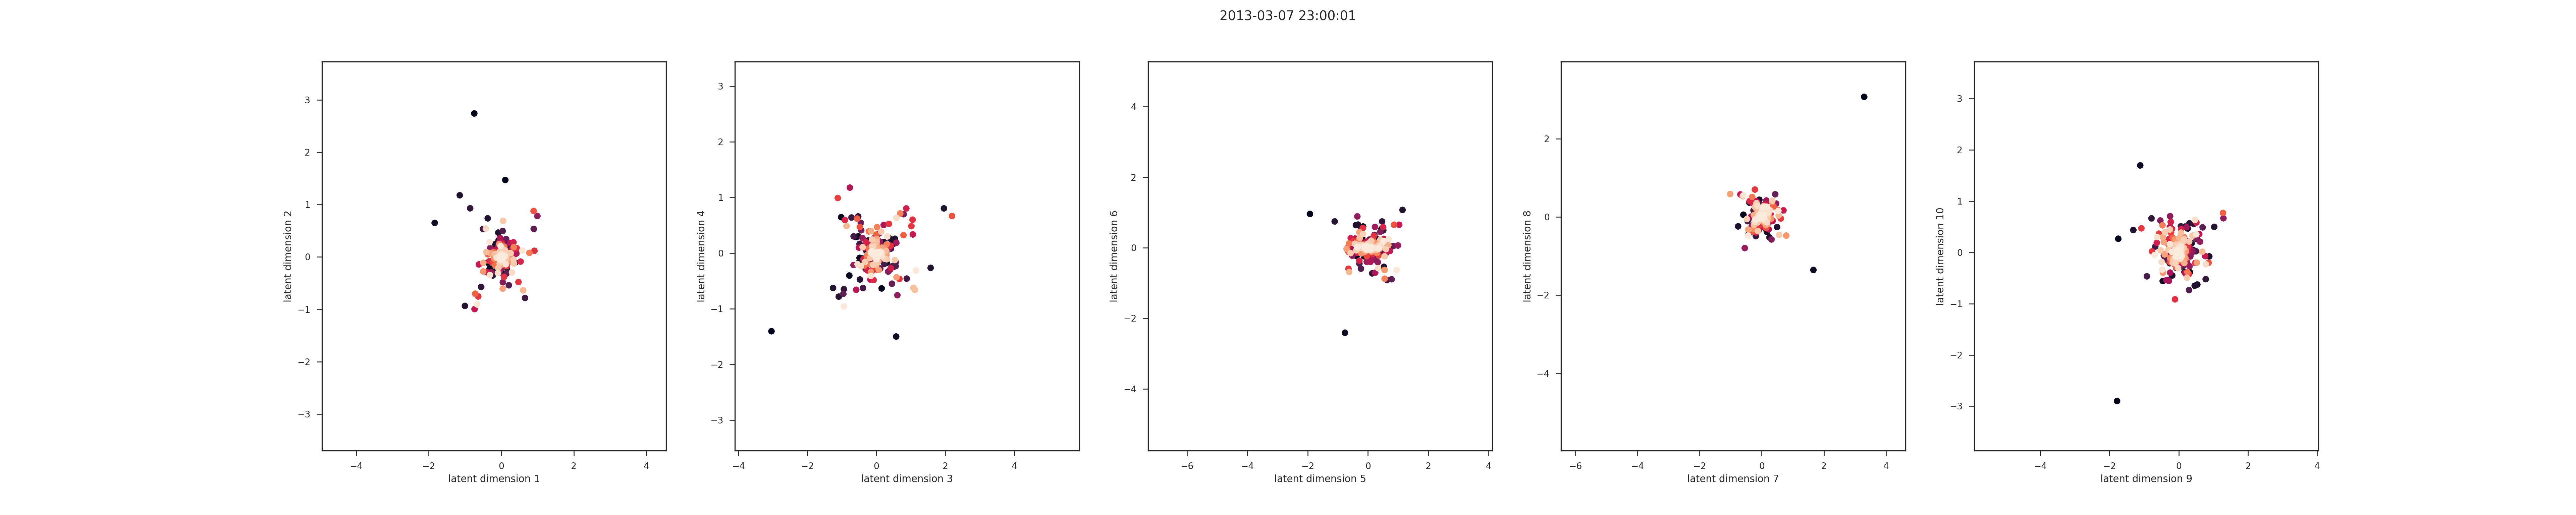 2013-03-07 23:00:01
3
2
1
0
−1
−2
−3
latent dimension 2
−4 −2 0 2 4
latent dimension 1
3
2
1
0
−1
−2
−3
latent dimension 4
−4 −2 0 2 4
latent dimension 3
4
2
0
−2
−4
latent dimension 6
−6 −4 −2 0 2 4
latent dimension 5
2
0
−2
−4
latent dimension 8
−6 −4 −2 0 2 4
latent dimension 7
3
2
1
0
−1
−2
−3
latent dimension 10
−4 −2 0 2 4
latent dimension 9